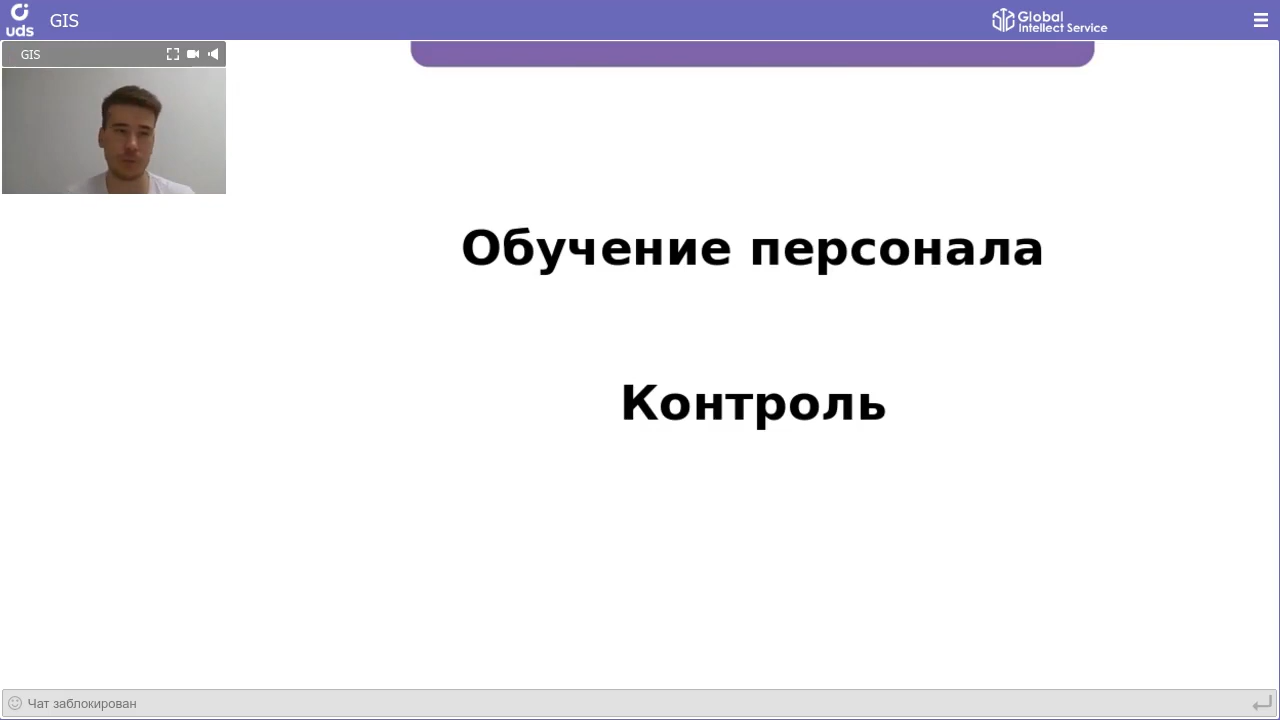 uds
GIS
Global
Intellect Service
GIS
Обучение персонала
Контроль
Чат заблокирован